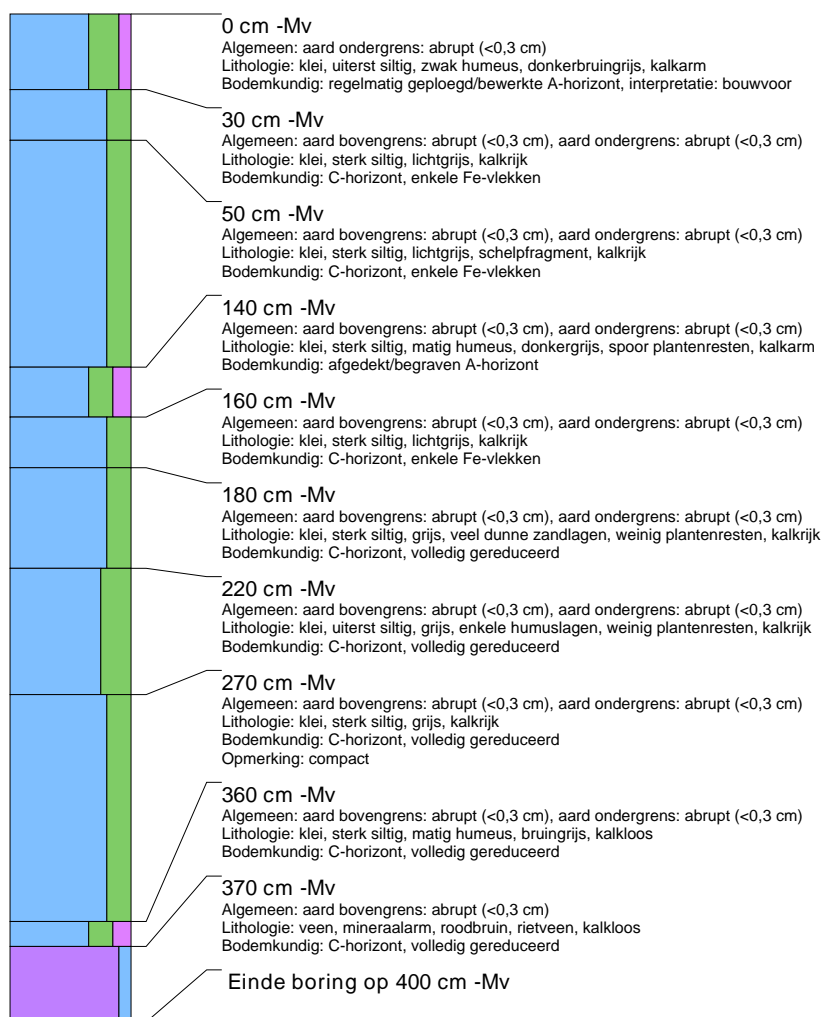 0 cm -Mv
Algemeen: aard ondergrens: abrupt (<0,3 cm)
Lithologie: klei, uiterst siltig, zwak humeus, donkerbruingrijs, kalkarm
Bodemkundig: regelmatig geploegd/bewerkte A-horizont, interpretatie: bouwvoor
30 cm -Mv
Algemeen: aard bovengrens: abrupt (<0,3 cm), aard ondergrens: abrupt (<0,3 cm)
Lithologie: klei, sterk siltig, lichtgrijs, kalkrijk
Bodemkundig: C-horizont, enkele Fe-vlekken
50 cm -Mv
Algemeen: aard bovengrens: abrupt (<0,3 cm), aard ondergrens: abrupt (<0,3 cm)
Lithologie: klei, sterk siltig, lichtgrijs, schelpfragment, kalkrijk
Bodemkundig: C-horizont, enkele Fe-vlekken
140 cm -Mv
Algemeen: aard bovengrens: abrupt (<0,3 cm), aard ondergrens: abrupt (<0,3 cm)
Lithologie: klei, sterk siltig, matig humeus, donkergrijs, spoor plantenresten, kalkarm
Bodemkundig: afgedekt/begraven A-horizont
160 cm -Mv
Algemeen: aard bovengrens: abrupt (<0,3 cm), aard ondergrens: abrupt (<0,3 cm)
Lithologie: klei, sterk siltig, lichtgrijs, kalkrijk
Bodemkundig: C-horizont, enkele Fe-vlekken
180 cm -Mv
Algemeen: aard bovengrens: abrupt (<0,3 cm), aard ondergrens: abrupt (<0,3 cm)
Lithologie: klei, sterk siltig, grijs, veel dunne zandlagen, weinig plantenresten, kalkrijk
Bodemkundig: C-horizont, volledig gereduceerd
220 cm -Mv
Algemeen: aard bovengrens: abrupt (<0,3 cm), aard ondergrens: abrupt (<0,3 cm)
Lithologie: klei, uiterst siltig, grijs, enkele humuslagen, weinig plantenresten, kalkrijk
Bodemkundig: C-horizont, volledig gereduceerd
270 cm -Mv
Algemeen: aard bovengrens: abrupt (<0,3 cm), aard ondergrens: abrupt (<0,3 cm)
Lithologie: klei, sterk siltig, grijs, kalkrijk
Bodemkundig: C-horizont, volledig gereduceerd
Opmerking: compact
360 cm -Mv
Algemeen: aard bovengrens: abrupt (<0,3 cm), aard ondergrens: abrupt (<0,3 cm)
Lithologie: klei, sterk siltig, matig humeus, bruingrijs, kalkloos
Bodemkundig: C-horizont, volledig gereduceerd
370 cm -Mv
Algemeen: aard bovengrens: abrupt (<0,3 cm)
Lithologie: veen, mineraalarm, roodbruin, rietveen, kalkloos
Bodemkundig: C-horizont, volledig gereduceerd
Einde boring op 400 cm -Mv